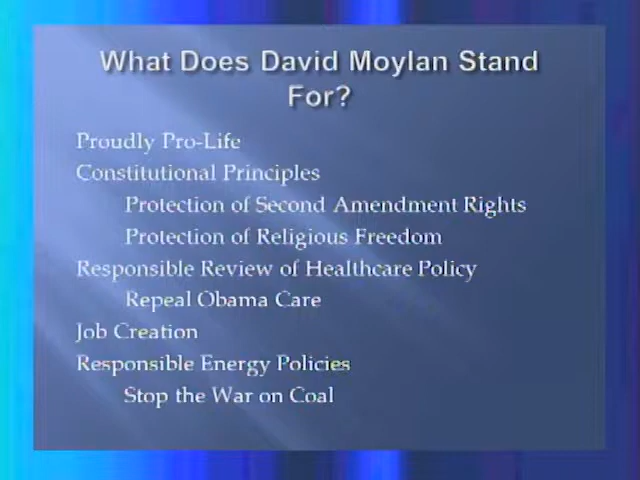 What Does David Moylan Stand
For?
Proudly Pro-Life
Constitutional Principles
Protection of Second Amendment Rights
Protection of Religious Freedom
Responsible Review of Healthcare Policy
Repeal Obama Care
Job Creation
Responsible Energy Policies
Stop the War on Coal